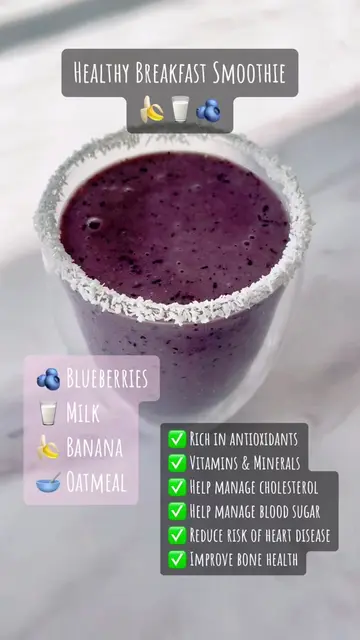 Healthy Breakfast Smoothie
🍌🥛🫐
🫐 Blueberries
🥛 Milk
🍌 Banana
🥣 Oatmeal
✅ Rich in antioxidants
✅ Vitamins & Minerals
✅ Help manage cholesterol
✅ Help manage blood sugar
✅ Reduce risk of heart disease
✅ Improve bone health